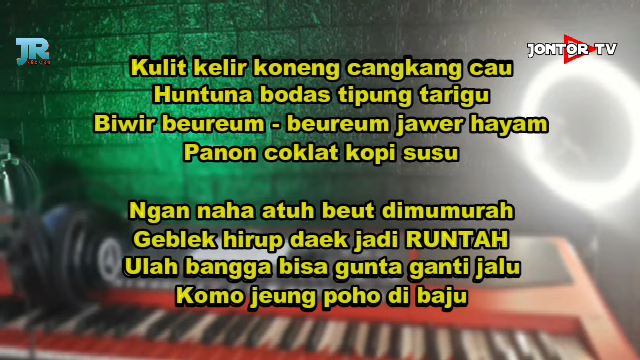 JR
JONTOR TV
Kulit kelir koneng cangkang cau
Huntuna bodas tipung tarigu
Biwir beureum - beureum jawer hayam
Panon coklat kopi susu
Ngan naha atuh beut dimumurah
Geblek hirup daek jadi RUNTAH
Ulah bangga bisa gunta ganti jalu
Komo jeung poho di baju